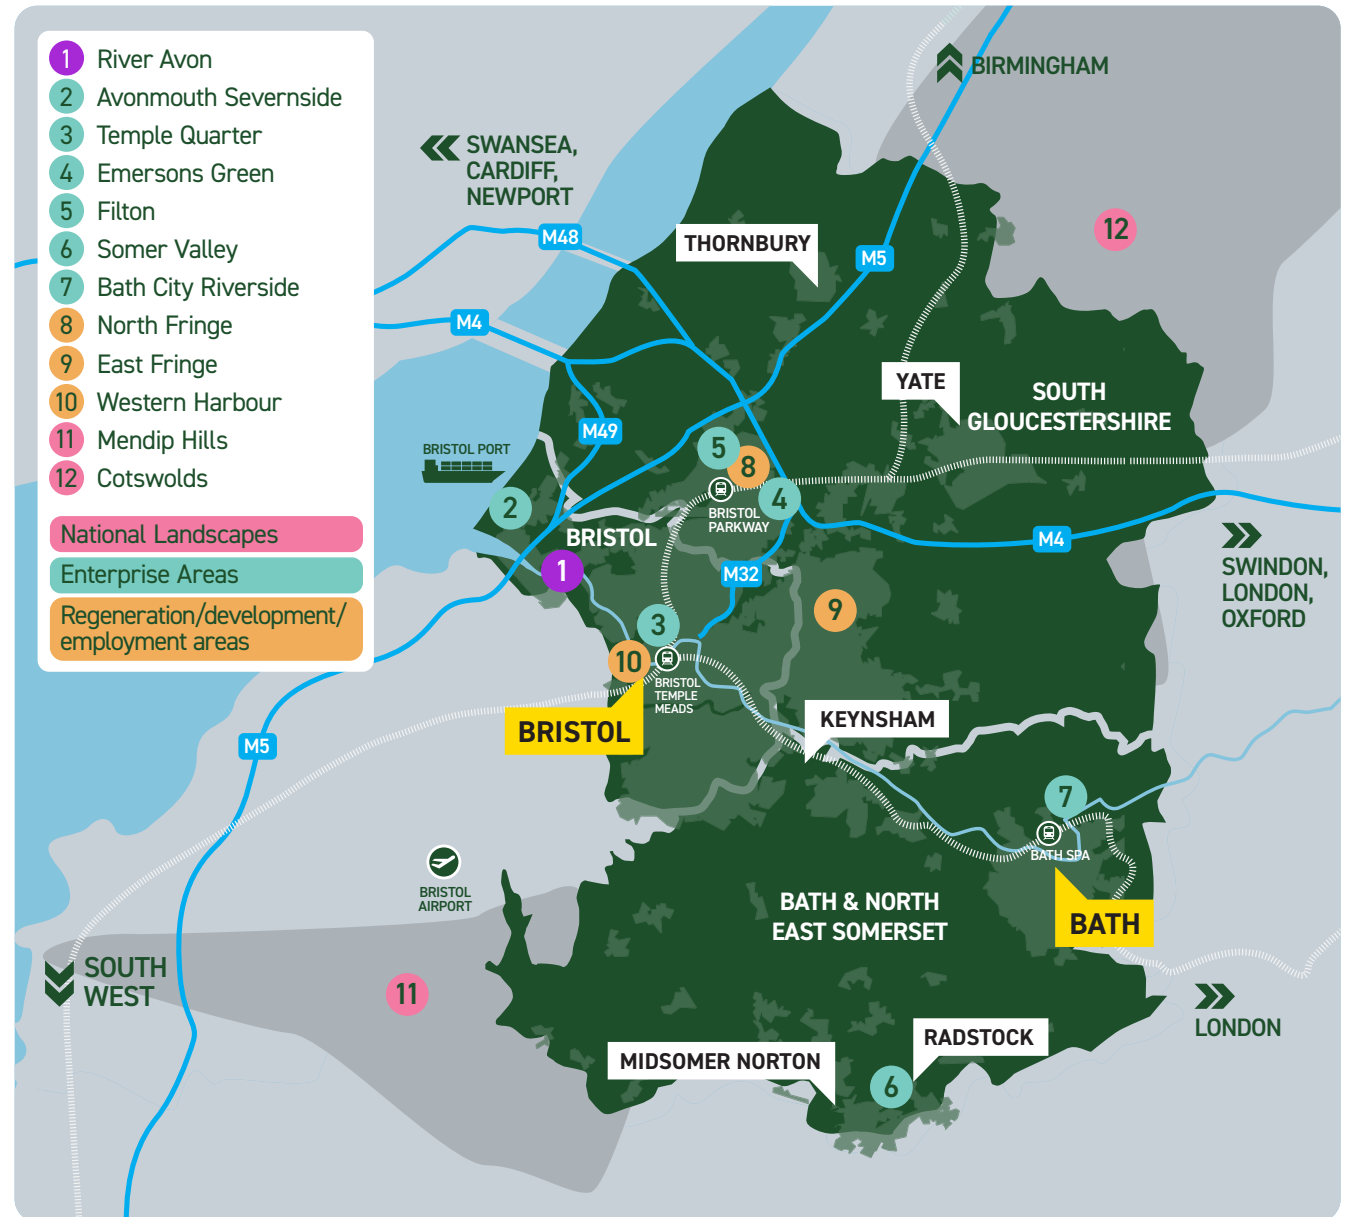 1 River Avon
2 Avonmouth Severnside
3 Temple Quarter
4 Emersons Green
5 Filton
6 Somer Valley
7 Bath City Riverside
8 North Fringe
9 East Fringe
10 Western Harbour
11 Mendip Hills
12 Cotswolds
National Landscapes
Enterprise Areas
Regeneration/development/
employment areas
BIRMINGHAM
SWANSEA,
CARDIFF,
NEWPORT
12
M48
THORNBURY
M5
M4
YATE
SOUTH
GLOUCESTERSHIRE
M49
BRISTOL PORT
5
8
4
2
BRISTOL
PARKWAY
BRISTOL
M4
SWINDON,
LONDON,
OXFORD
1
M32
9
3
10
BRISTOL
TEMPLE
MEADS
BRISTOL
KEYNSHAM
M5
7
BATH SPA
BRISTOL
AIRPORT
BATH & NORTH
EAST SOMERSET
BATH
SOUTH
WEST
11
LONDON
RADSTOCK
MIDSOMER NORTON
6